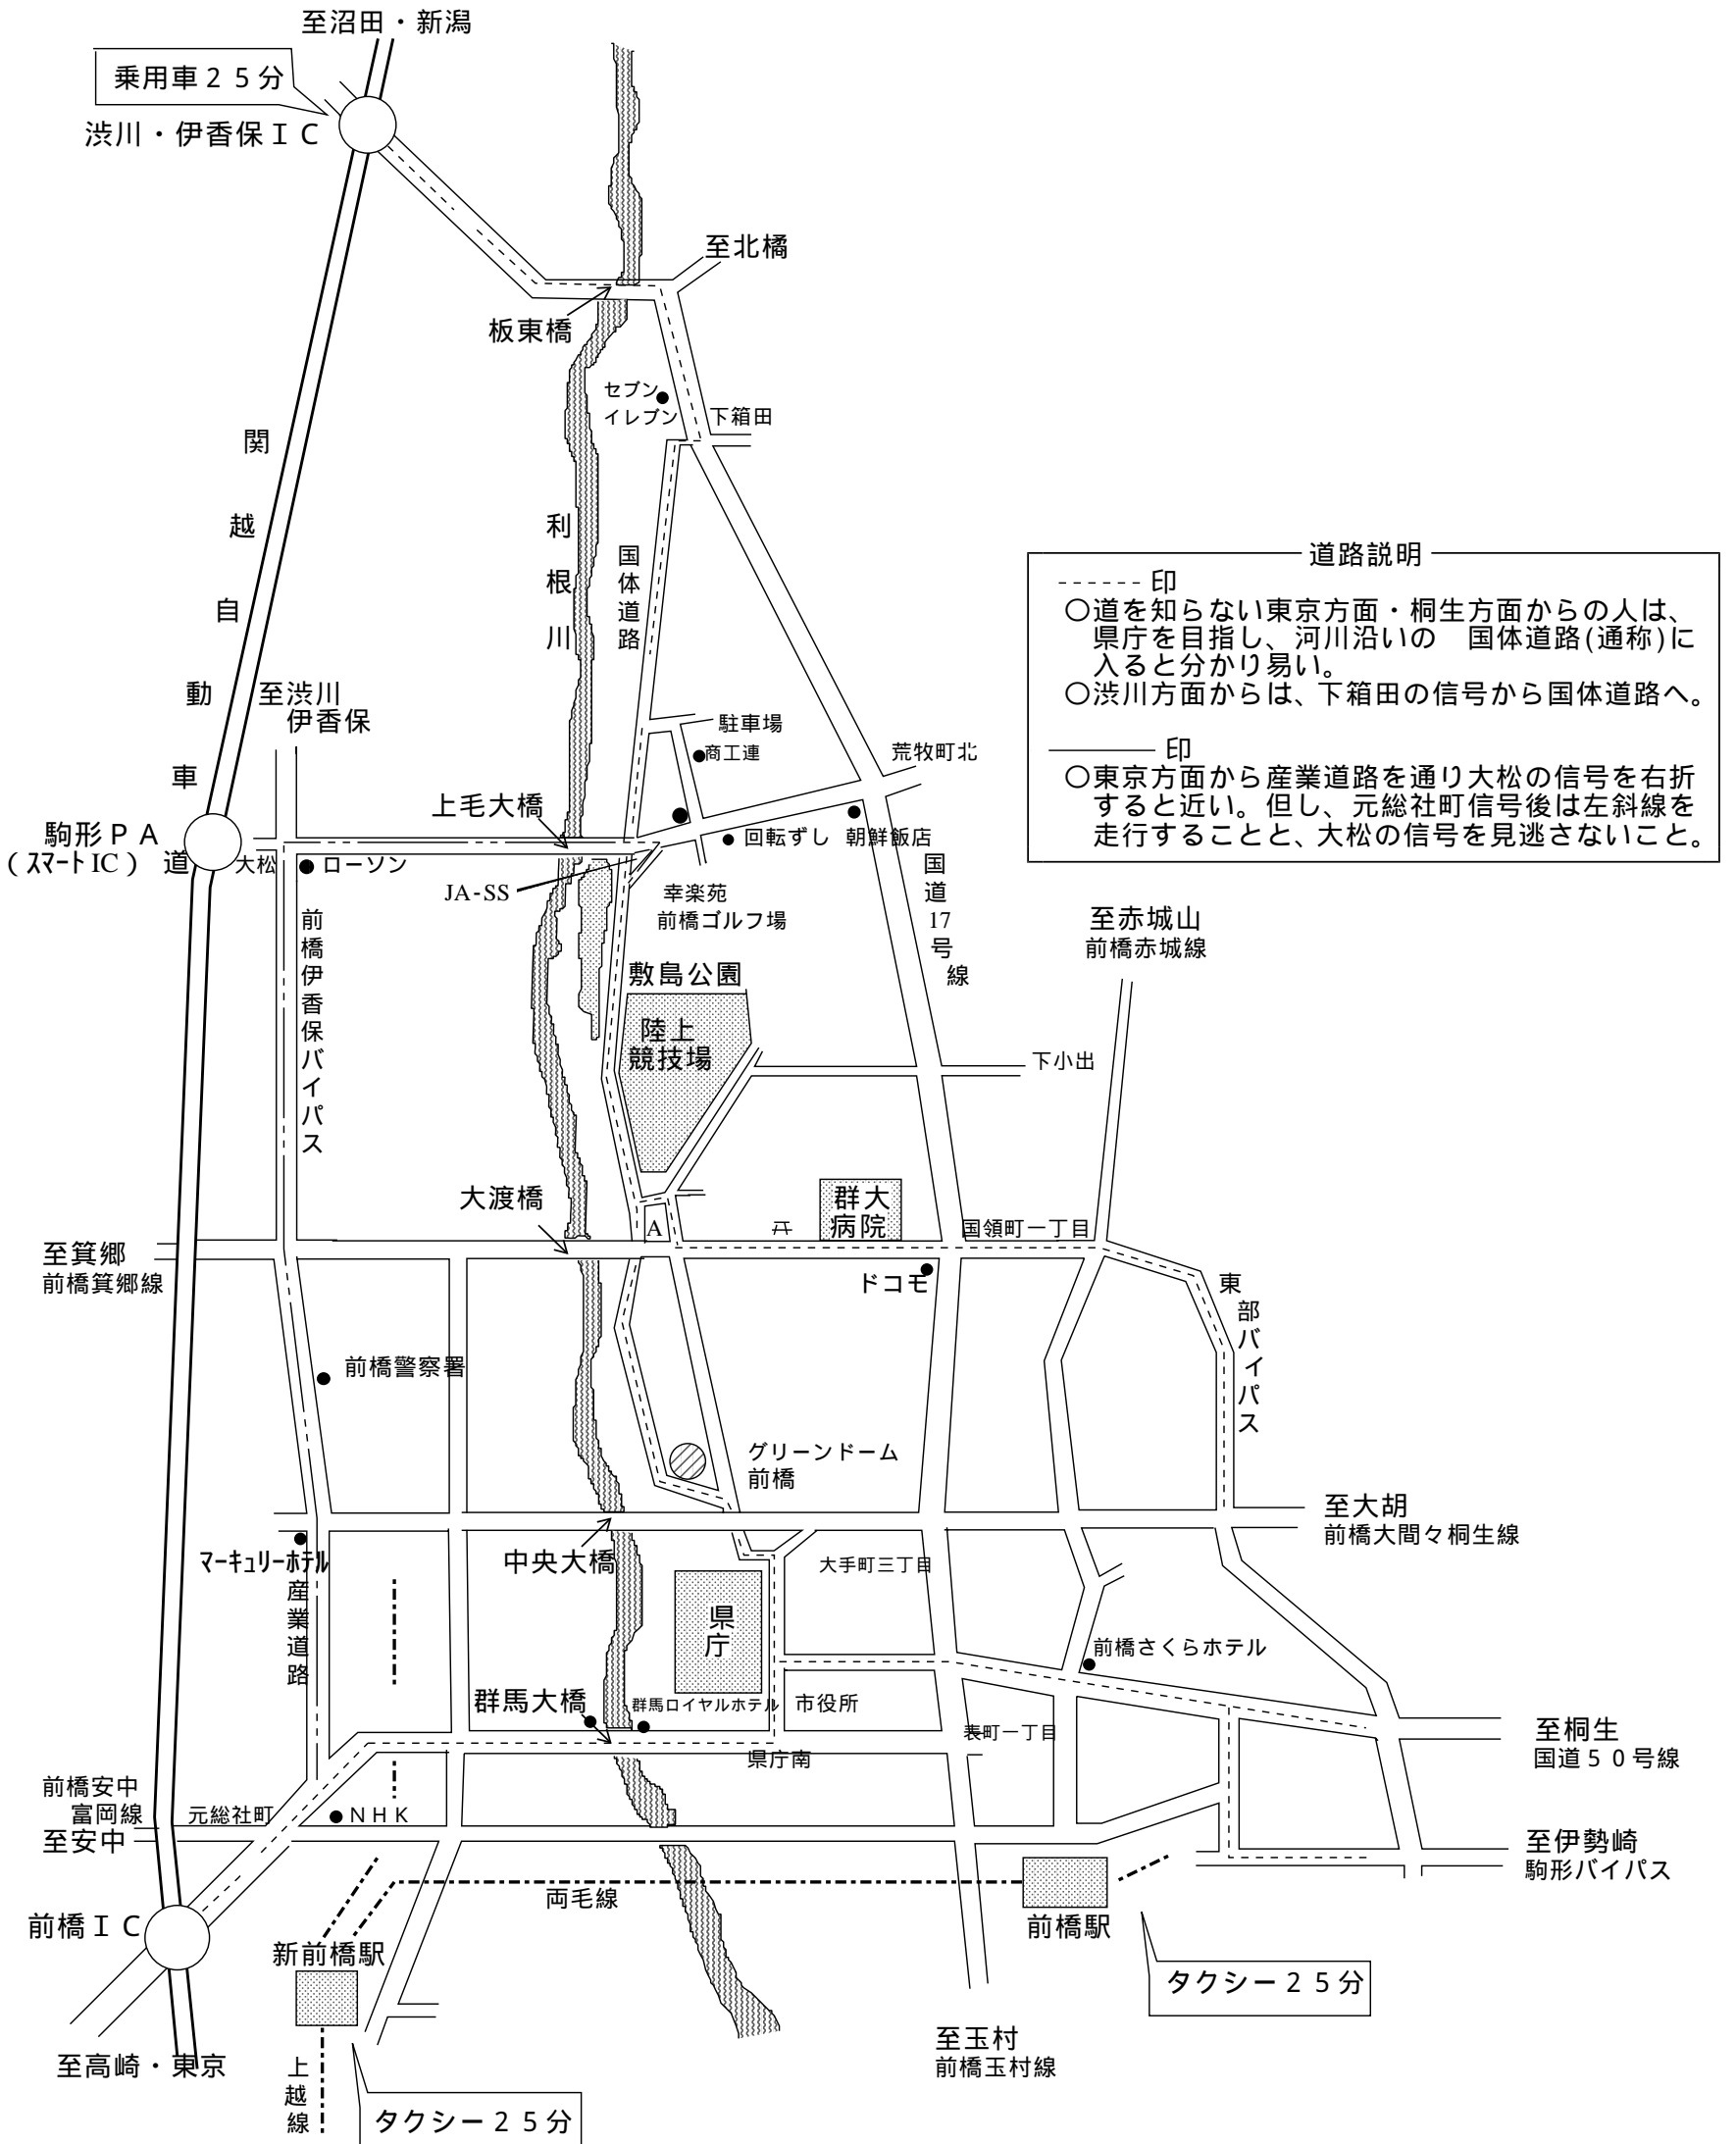 至沼田・新潟
乗用車２５分
渋川・伊香保ＩＣ
至北橘
板東橋
セブン
イレブン
下箱田
関越自動車道
利根川
国体道路
道路説明
------印
○道を知らない東京方面・桐生方面からの人は、
県庁を目指し、河川沿いの　国体道路(通称)に
入ると分かり易い。
○渋川方面からは、下箱田の信号から国体道路へ。
———印
○東京方面から産業道路を通り大松の信号を右折
すると近い。但し、元総社町信号後は左斜線を
走行することと、大松の信号を見逃さないこと。
至渋川
伊香保
駐車場
商工連
荒牧町北
上毛大橋
駒形ＰＡ
（ｽﾏｰﾄIC）
大松
ローソン
回転ずし
朝鮮飯店
JA-SS
幸楽苑
前橋ゴルフ場
国道17号線
前橋伊香保バイパス
至赤城山
前橋赤城線
敷島公園
陸上
競技場
下小出
大渡橋
A
群大
病院
国領町一丁目
至箕郷
前橋箕郷線
ドコモ
東部バイパス
前橋警察署
グリーンドーム
前橋
至大胡
前橋大間々桐生線
ﾏｰｷｭﾘｰﾎﾃﾙ
中央大橋
大手町三丁目
産業道路
県庁
前橋さくらホテル
群馬大橋
群馬ロイヤルホテル
市役所
表町一丁目
至桐生
国道５０号線
県庁南
前橋安中
富岡線
至安中
元総社町
ＮＨＫ
至伊勢崎
駒形バイパス
両毛線
前橋駅
前橋ＩＣ
新前橋駅
タクシー２５分
至玉村
前橋玉村線
至高崎・東京
上越線
タクシー２５分